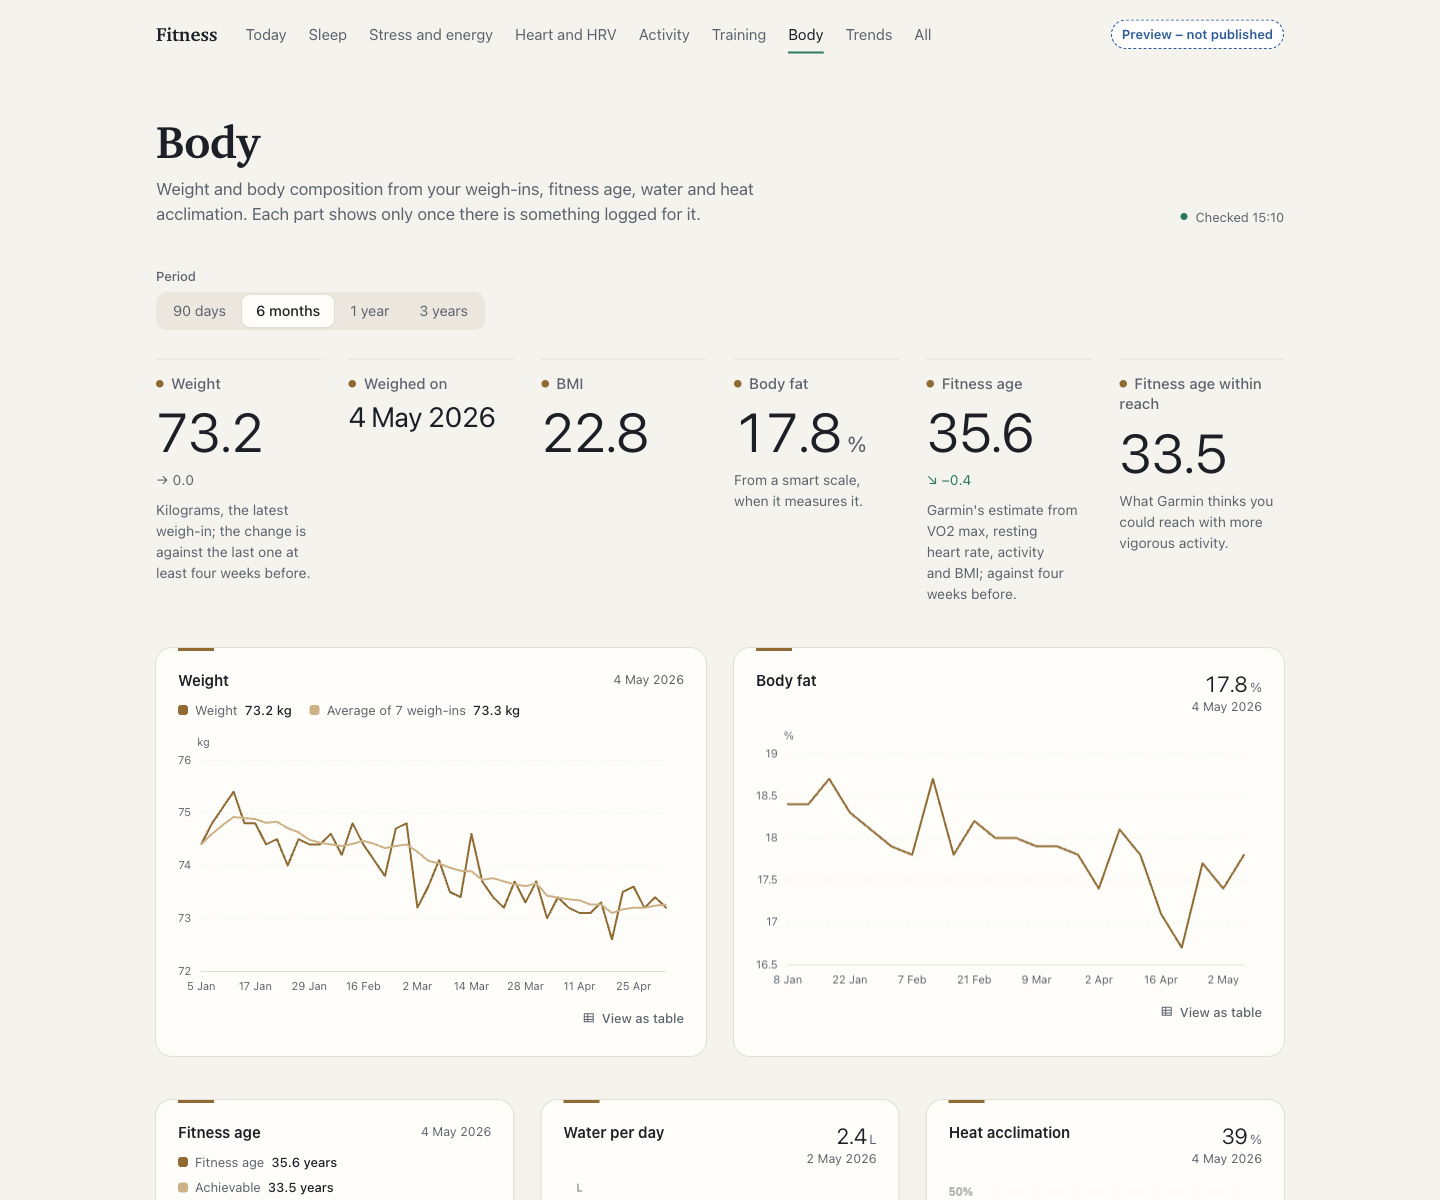 Fitness
Today
Sleep
Stress and energy
Heart and HRV
Activity
Training
Body
Trends
All
Preview – not published
Body
Weight and body composition from your weigh-ins, fitness age, water and heat
acclimation. Each part shows only once there is something logged for it.
Checked 15:10
Period
90 days
6 months
1 year
3 years
Weight
73.2
→ 0.0
Kilograms, the latest
weigh-in; the change is
against the last one at
least four weeks before.
Weighed on
4 May 2026
BMI
22.8
Body fat
17.8 %
From a smart scale,
when it measures it.
Fitness age
35.6
↘ −0.4
Garmin's estimate from
VO2 max, resting
heart rate, activity
and BMI; against four
weeks before.
Fitness age within
reach
33.5
What Garmin thinks you
could reach with more
vigorous activity.
Weight
4 May 2026
Weight 73.2 kg
Average of 7 weigh-ins 73.3 kg
kg
76
75
74
73
72
5 Jan
17 Jan
29 Jan
16 Feb
2 Mar
14 Mar
28 Mar
11 Apr
25 Apr
View as table
Body fat
17.8 %
4 May 2026
%
19
18.5
18
17.5
17
16.5
8 Jan
22 Jan
7 Feb
21 Feb
9 Mar
2 Apr
16 Apr
2 May
View as table
Fitness age
4 May 2026
Fitness age 35.6 years
Achievable 33.5 years
Water per day
2.4 L
2 May 2026
L
Heat acclimation
39 %
4 May 2026
50%